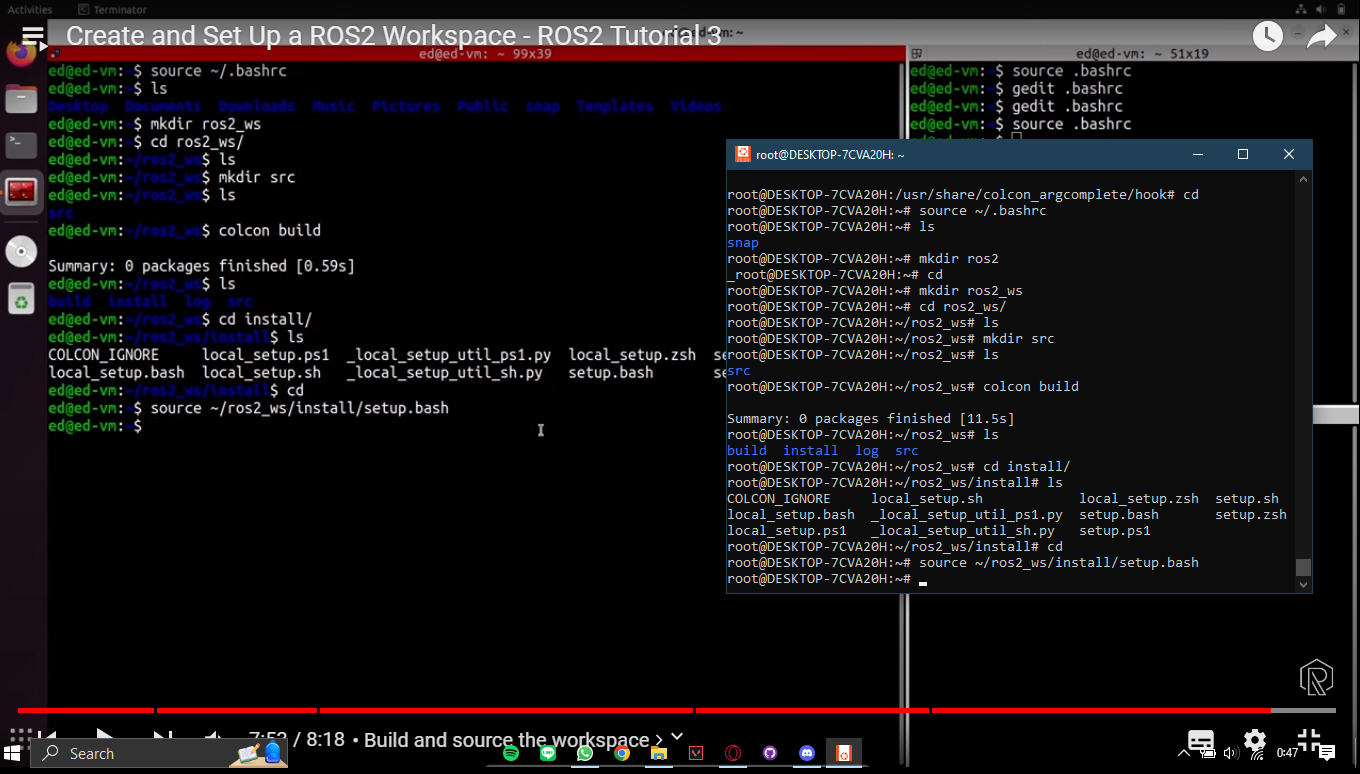 Activities Terminator
Create and Set Up a ROS2 Workspace - ROS2 Tutorial 3
ed@ed-vm: ~ 99x39
ed@ed-vm:~$ source ~/.bashrc
ed@ed-vm:~$ ls
Desktop Documents Downloads Music Pictures Public snap Templates Videos
ed@ed-vm:~$ mkdir ros2_ws
ed@ed-vm:~$ cd ros2_ws/
ed@ed-vm:~/ros2_ws$ ls
ed@ed-vm:~/ros2_ws$ mkdir src
ed@ed-vm:~/ros2_ws$ ls
src
ed@ed-vm:~/ros2_ws$ colcon build
Summary: 0 packages finished [0.59s]
ed@ed-vm:~/ros2_ws$ ls
build install log src
ed@ed-vm:~/ros2_ws$ cd install/
ed@ed-vm:~/ros2_ws/install$ ls
COLCON_IGNORE local_setup.ps1 _local_setup_util_ps1.py local_setup.zsh se
local_setup.bash local_setup.sh _local_setup_util_sh.py setup.bash se
ed@ed-vm:~/ros2_ws/install$ cd
ed@ed-vm:~$ source ~/ros2_ws/install/setup.bash
ed@ed-vm:~$
ed@ed-vm: ~ 51x19
ed@ed-vm:~$ source .bashrc
ed@ed-vm:~$ gedit .bashrc
ed@ed-vm:~$ gedit .bashrc
ed@ed-vm:~$ source .bashrc
root@DESKTOP-7CVA20H: ~
root@DESKTOP-7CVA20H:/usr/share/colcon_argcomplete/hook# cd
root@DESKTOP-7CVA20H:~# source ~/.bashrc
root@DESKTOP-7CVA20H:~# ls
snap
root@DESKTOP-7CVA20H:~# mkdir ros2
_root@DESKTOP-7CVA20H:~# cd
root@DESKTOP-7CVA20H:~# mkdir ros2_ws
root@DESKTOP-7CVA20H:~# cd ros2_ws/
root@DESKTOP-7CVA20H:~/ros2_ws# ls
root@DESKTOP-7CVA20H:~/ros2_ws# mkdir src
root@DESKTOP-7CVA20H:~/ros2_ws# ls
src
root@DESKTOP-7CVA20H:~/ros2_ws# colcon build
Summary: 0 packages finished [11.5s]
root@DESKTOP-7CVA20H:~/ros2_ws# ls
build install log src
root@DESKTOP-7CVA20H:~/ros2_ws# cd install/
root@DESKTOP-7CVA20H:~/ros2_ws/install# ls
COLCON_IGNORE local_setup.sh local_setup.zsh setup.sh
local_setup.bash _local_setup_util_ps1.py setup.bash setup.zsh
local_setup.ps1 _local_setup_util_sh.py setup.ps1
root@DESKTOP-7CVA20H:~/ros2_ws/install# cd
root@DESKTOP-7CVA20H:~# source ~/ros2_ws/install/setup.bash
root@DESKTOP-7CVA20H:~#
7:53 / 8:18 • Build and source the workspace
Search
0:47